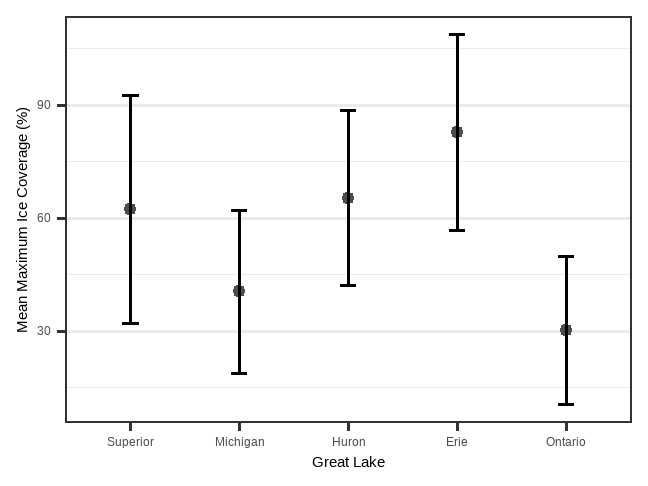 Mean Maximum Ice Coverage (%)
90
60
30
Superior Michigan Huron Erie Ontario
Great Lake